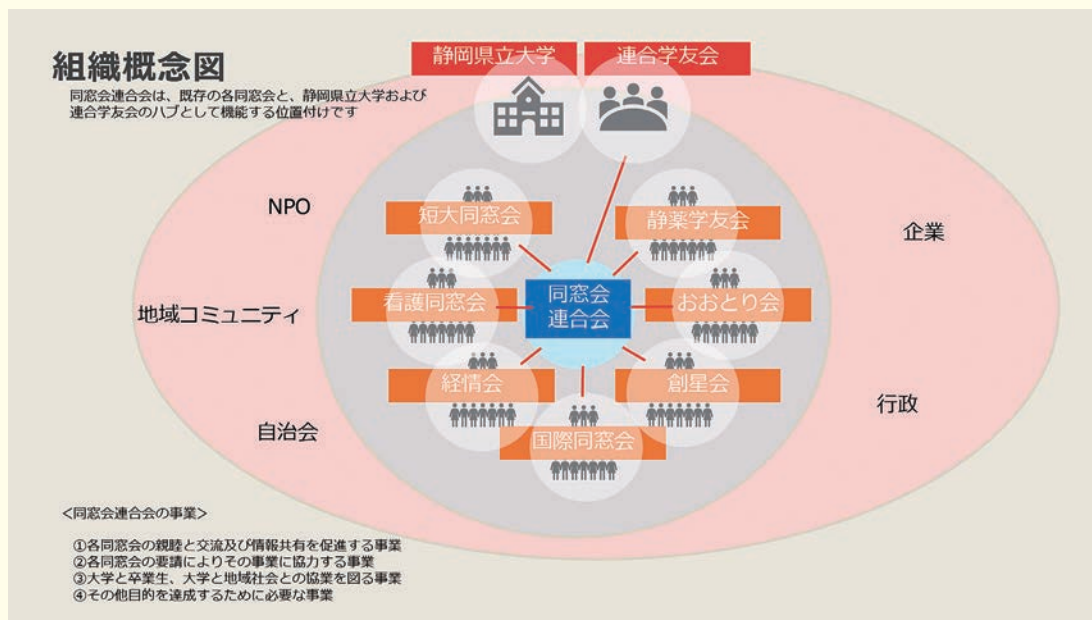 組織概念図
同窓会連合会は、既存の各同窓会と、静岡県立大学および
連合学友会のハブとして機能する位置付けです
静岡県立大学
連合学友会
NPO
地域コミュニティ
自治会
短大同窓会
静薬学友会
看護同窓会
同窓会
連合会
おおとり会
経情会
創星会
国際同窓会
企業
行政
<同窓会連合会の事業>
①各同窓会の親睦と交流及び情報共有を促進する事業
②各同窓会の要請によりその事業に協力する事業
③大学と卒業生、大学と地域社会との協業を図る事業
④その他目的を達成するために必要な事業